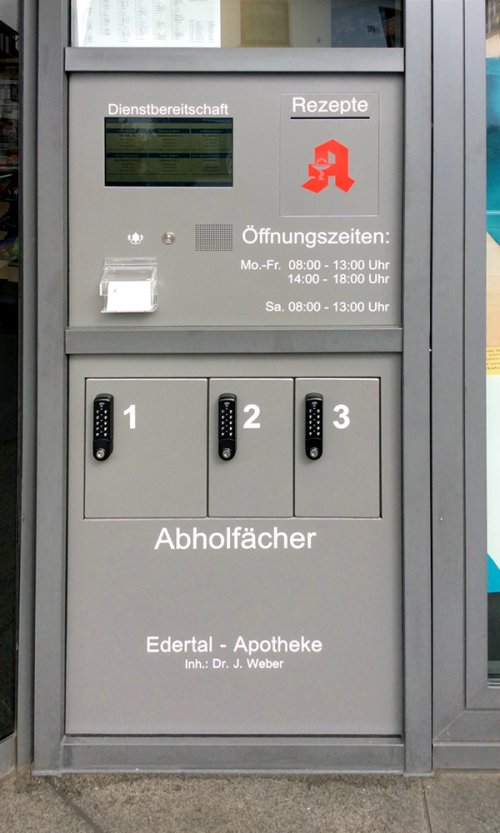 Dienstbereitschaft
Rezepte
Öffnungszeiten:
Mo.-Fr. 08:00 - 13:00 Uhr
14:00 - 18:00 Uhr
Sa. 08:00 - 13:00 Uhr
1 2 3
Abholfächer
Edertal - Apotheke
Inh.: Dr. J. Weber